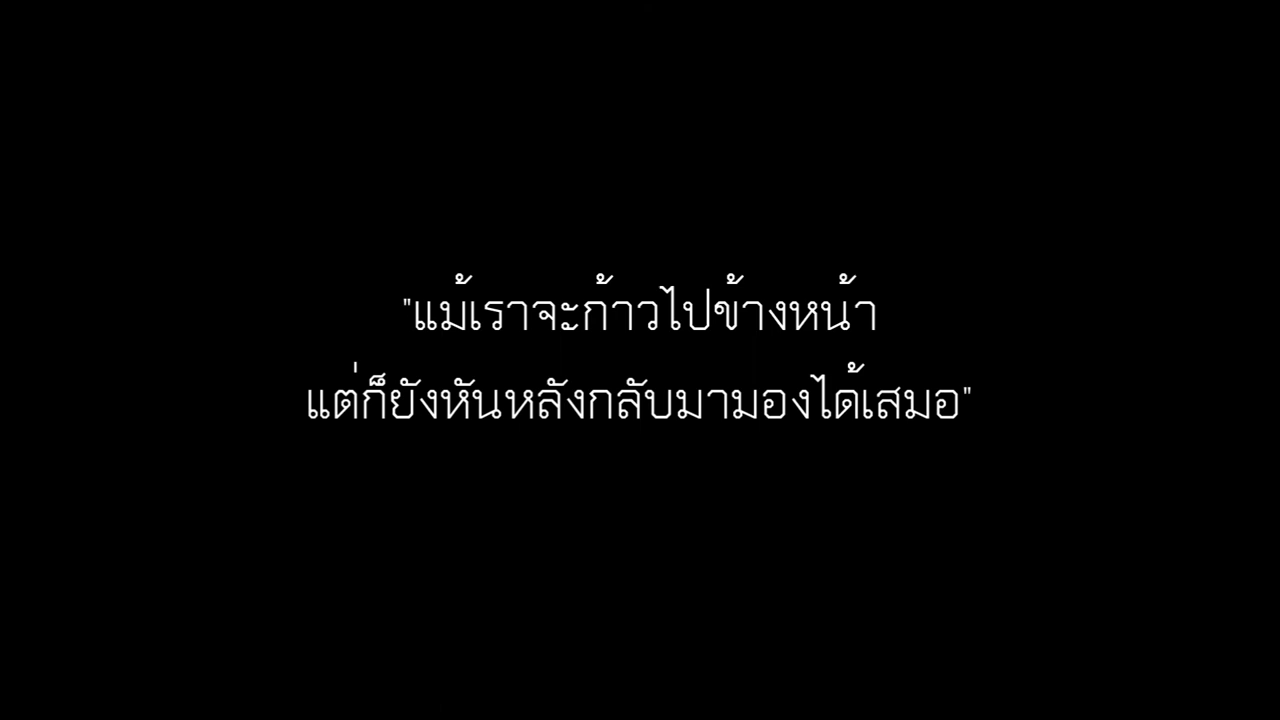 "แม้เราจะก้าวไปข้างหน้า
แต่ก็ยังหันหลังกลับมามองได้เสมอ"